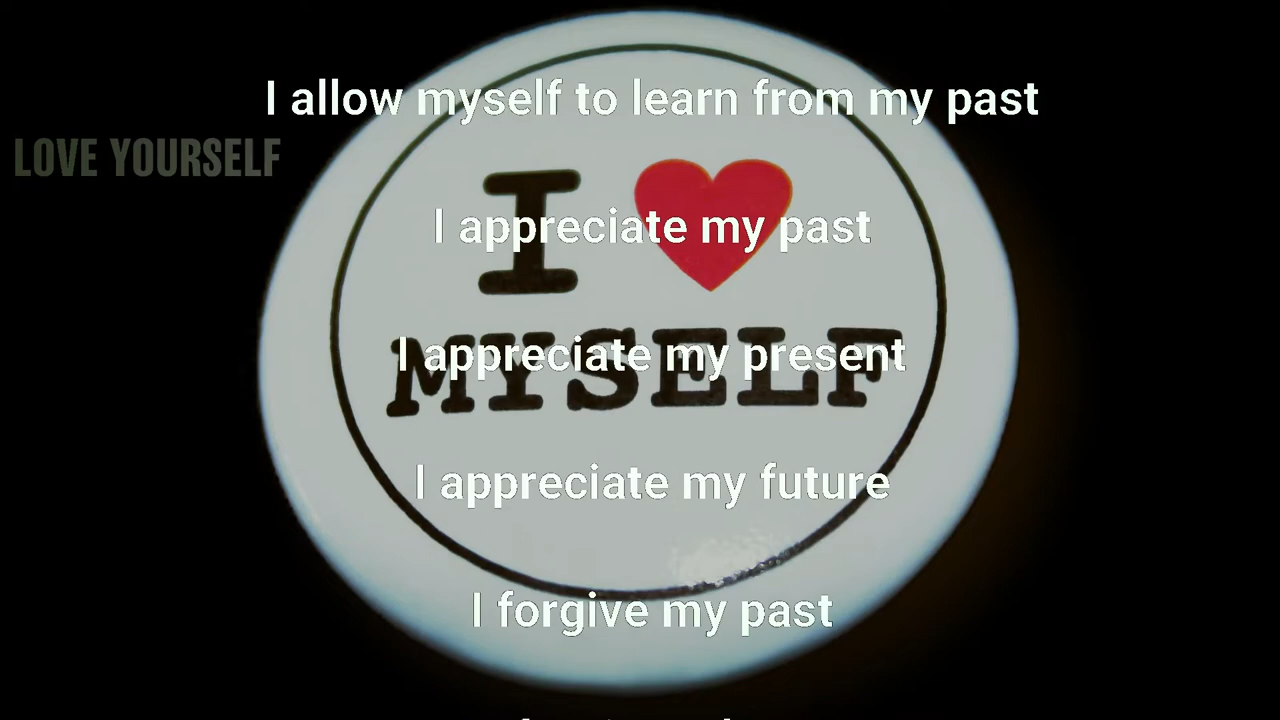 I allow myself to learn from my past
LOVE YOURSELF
I appreciate my past
I ❤ MYSELF
I appreciate my present
I appreciate my future
I forgive my past